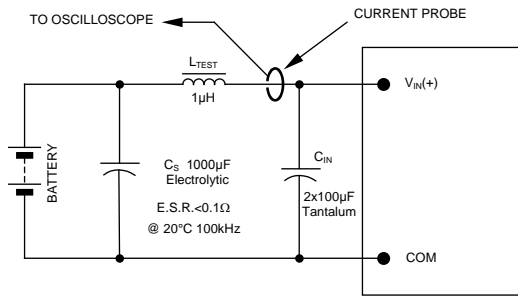 TO OSCILLOSCOPE
CURRENT PROBE
LTEST
1µH
VIN(+)
BATTERY
CS 1000µF
Electrolytic
E.S.R.<0.1Ω
@ 20°C 100kHz
CIN
2x100µF
Tantalum
COM